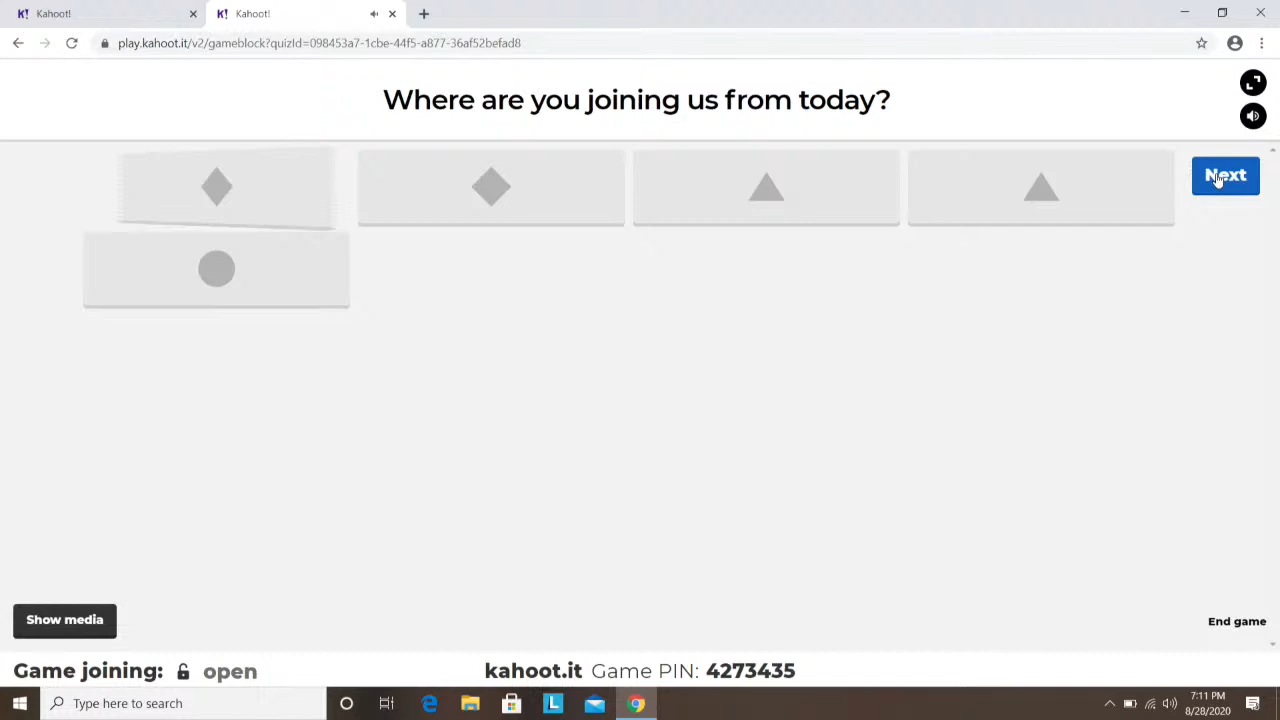 K! Kahoot!
K! Kahoot!
play.kahoot.it/v2/gameblock?quizId=098453a7-1cbe-44f5-a877-36af52befad8
Where are you joining us from today?
Next
Show media
End game
Game joining: open
kahoot.it Game PIN: 4273435
Type here to search
L
7:11 PM
8/28/2020